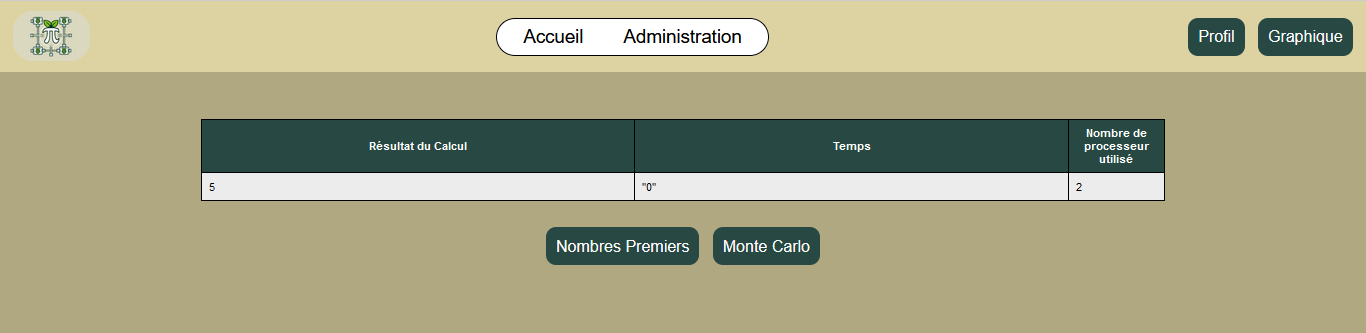 π
Accueil Administration
Profil Graphique
Résultat du Calcul Temps Nombre de
processeur
utilisé
5 "0" 2
Nombres Premiers Monte Carlo